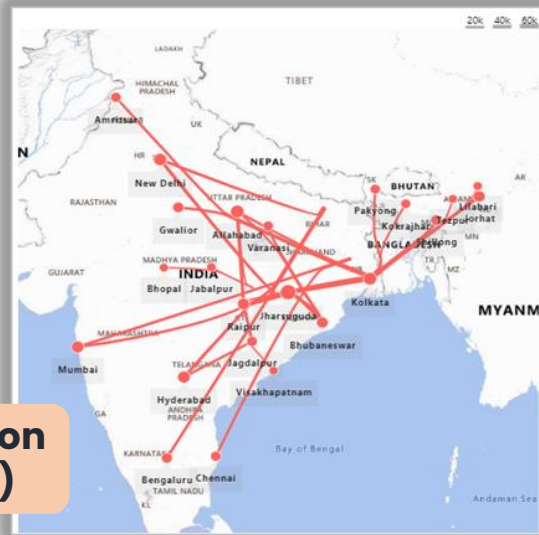 20k 40k 60k
LADAKH
HIMACHAL
PRADESH
TIBET
Amritsar
UK
N
HR
NEPAL
New Delhi
SK
BHUTAN
AR
UTTAR PRADESH
Pakyong
Lilabari
RAJASTHAN
Jorhat
Tezpur
Kokrajhar
Gwalior
Allahabad
BIHAR
Shillong
MN
Varanasi
BANGLADESH
JHARKHAND
TR
MZ
MADHYA PRADESH
INDIA
GUJARAT
Bhopal
Jabalpur
Kolkata
MYANM
Jharsuguda
Raipur
MAHARASHTRA
Bhubaneswar
Mumbai
Jagdalpur
TELANGANA
Visakhapatnam
Hyderabad
ANDHRA
PRADESH
GA
on
)
KARNATAK
Bay of Bengal
Bengaluru
Chennai
TAMIL NADU
KL
Andaman Sea